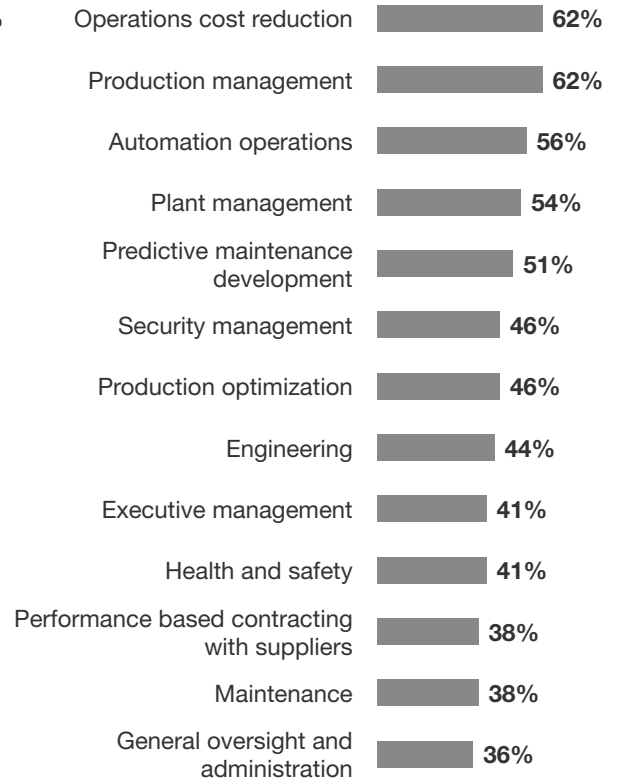 Operations cost reduction 62%
Production management 62%
Automation operations 56%
Plant management 54%
Predictive maintenance
development 51%
Security management 46%
Production optimization 46%
Engineering 44%
Executive management 41%
Health and safety 41%
Performance based contracting
with suppliers 38%
Maintenance 38%
General oversight and
administration 36%